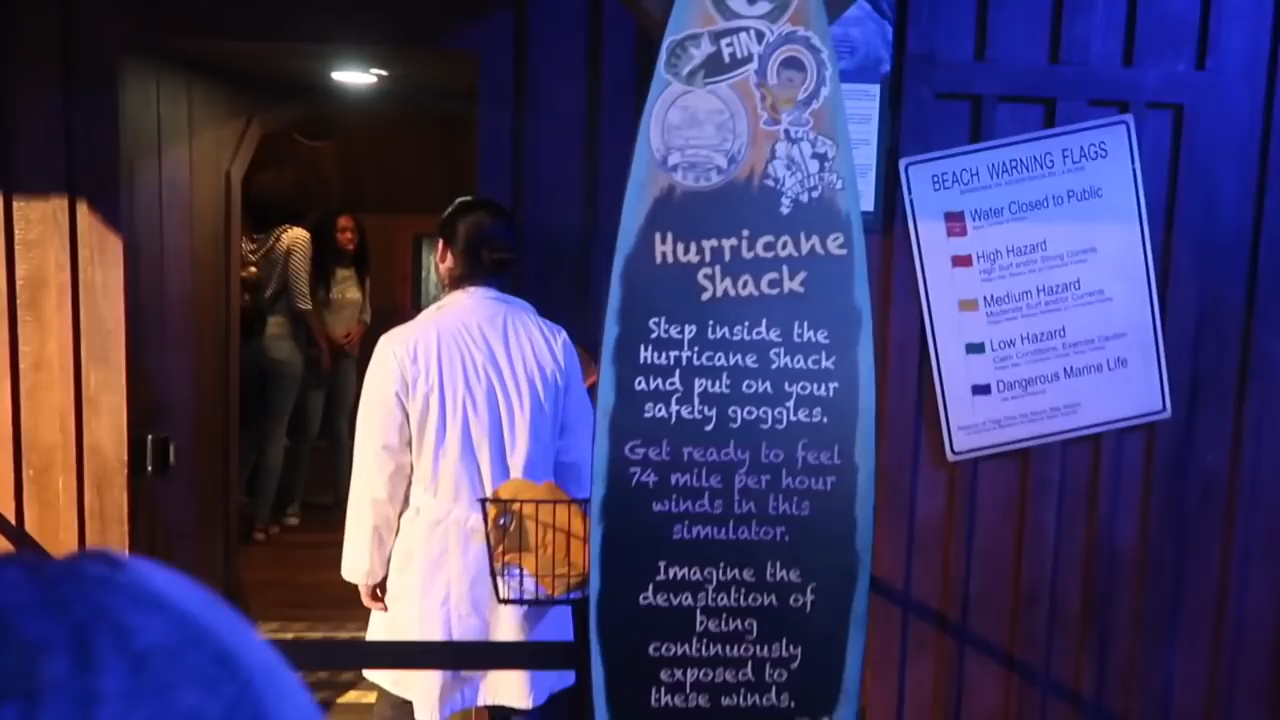 FIN
Hurricane
Shack
Step inside the
Hurricane Shack
and put on your
safety goggles.
Get ready to feel
74 mile per hour
winds in this
simulator.
Imagine the
devastation of
being
continuously
exposed to
these winds.
BEACH WARNING FLAGS
Water Closed to Public
High Hazard
High Surf and/or Strong Currents
Medium Hazard
Moderate Surf and/or Currents
Low Hazard
Calm Conditions, Exercise Caution
Dangerous Marine Life